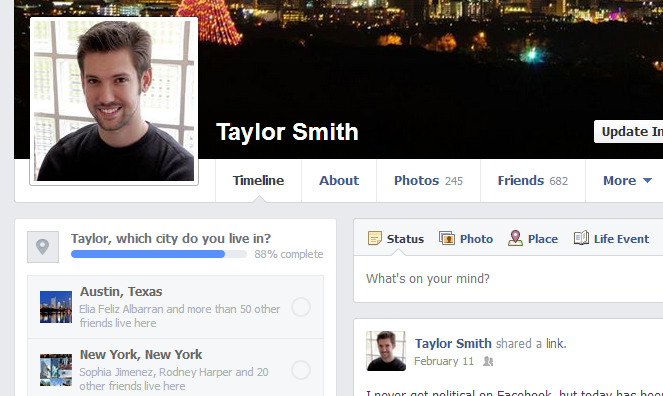 Taylor Smith
Update In
Timeline
About
Photos 245
Friends 682
More
Taylor, which city do you live in?
88% complete
Austin, Texas
Elia Feliz Albarran and more than 50 other
friends live here
New York, New York
Sophia Jimenez, Rodney Harper and 20
other friends live here
Status
Photo
Place
Life Event
What's on your mind?
Taylor Smith shared a link.
February 11
I never get political on Facebook, but today has been